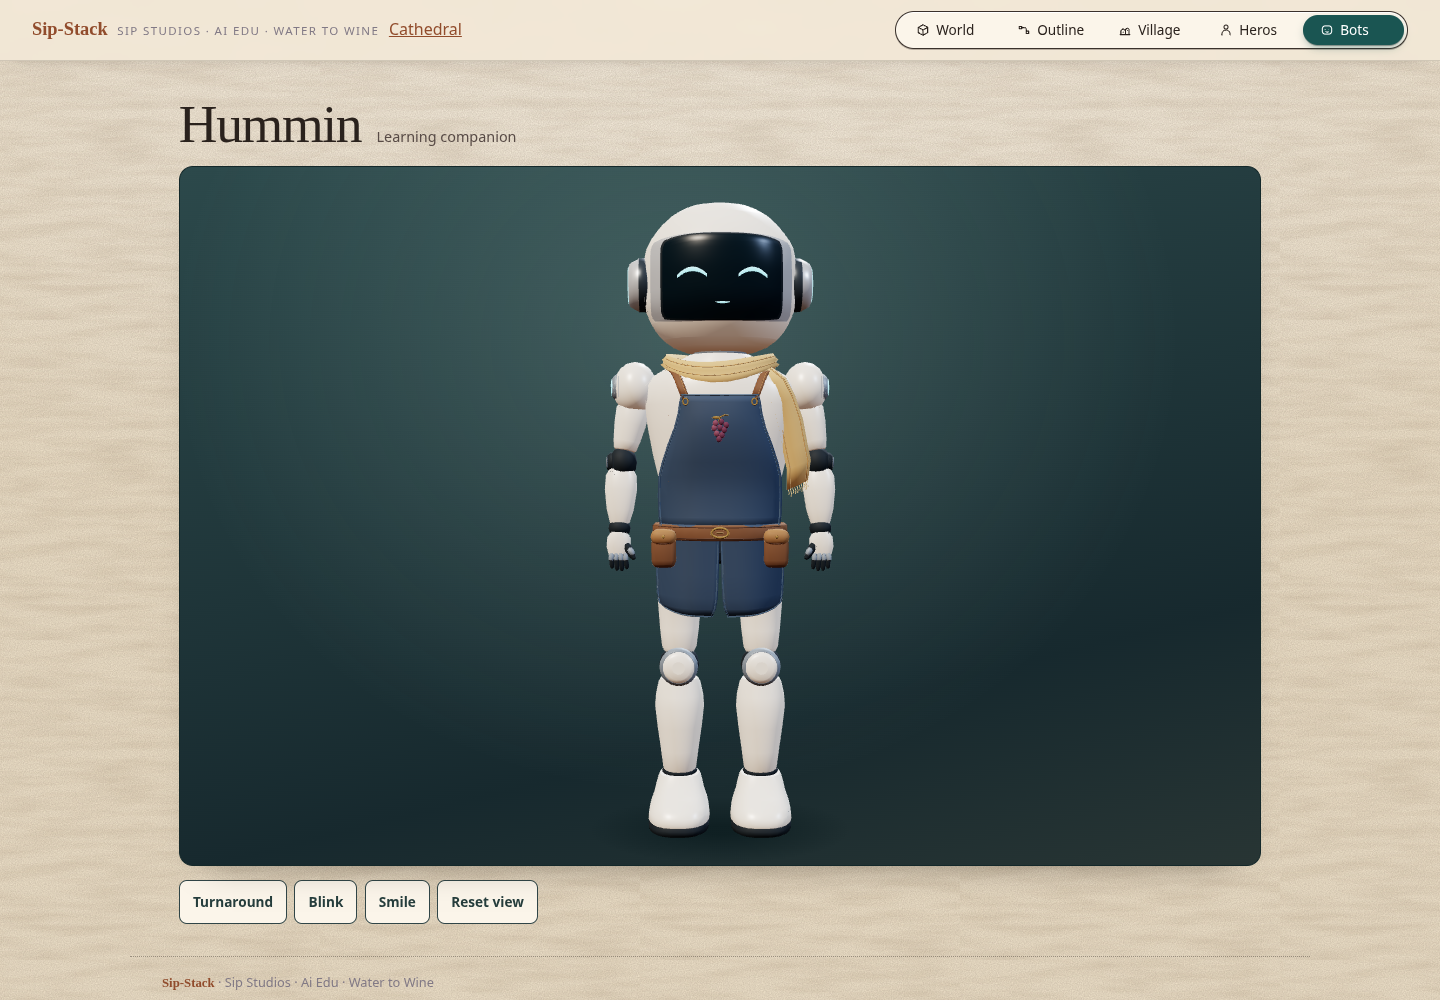 Sip-Stack SIP STUDIOS · AI EDU · WATER TO WINE Cathedral World Outline Village Heros Bots
Hummin Learning companion
Turnaround Blink Smile Reset view
Sip-Stack · Sip Studios · Ai Edu · Water to Wine